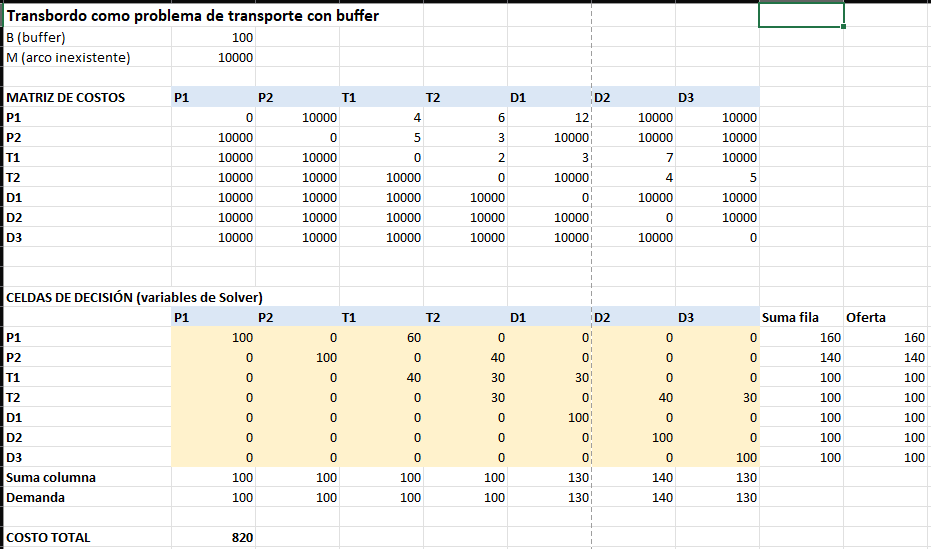 Transbordo como problema de transporte con buffer
B (buffer) 100
M (arco inexistente) 10000
MATRIZ DE COSTOS P1 P2 T1 T2 D1 D2 D3
P1 0 10000 4 6 12 10000 10000
P2 10000 0 5 3 10000 10000 10000
T1 10000 10000 0 2 3 7 10000
T2 10000 10000 10000 0 10000 4 5
D1 10000 10000 10000 10000 0 10000 10000
D2 10000 10000 10000 10000 10000 0 10000
D3 10000 10000 10000 10000 10000 10000 0
CELDAS DE DECISIÓN (variables de Solver)
P1 P2 T1 T2 D1 D2 D3 Suma fila Oferta
P1 100 0 60 0 0 0 0 160 160
P2 0 100 0 40 0 0 0 140 140
T1 0 0 40 30 30 0 0 100 100
T2 0 0 0 30 0 40 30 100 100
D1 0 0 0 0 100 0 0 100 100
D2 0 0 0 0 0 100 0 100 100
D3 0 0 0 0 0 0 100 100 100
Suma columna 100 100 100 100 130 140 130
Demanda 100 100 100 100 130 140 130
COSTO TOTAL 820